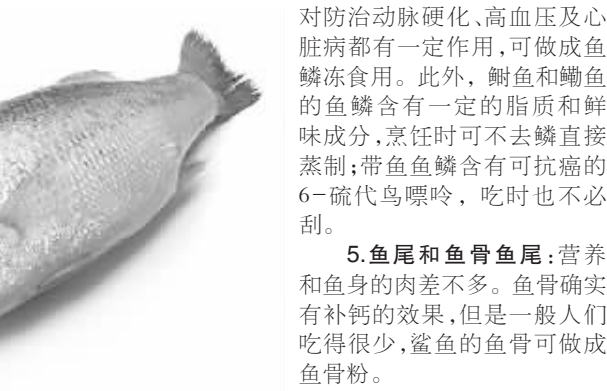 对防治动脉硬化、高血压及心
脏病都有一定作用,可做成鱼
鳞冻食用。此外,鲥鱼和鳓鱼
的鱼鳞含有一定的脂质和鲜
味成分,烹饪时可不去鳞直接
蒸制;带鱼鱼鳞含有可抗癌的
6-硫代鸟嘌呤,吃时也不必
刮。
5.鱼尾和鱼骨鱼尾:营养
和鱼身的肉差不多。鱼骨确实
有补钙的效果,但是一般人们
吃得很少,鲨鱼的鱼骨可做成
鱼骨粉。